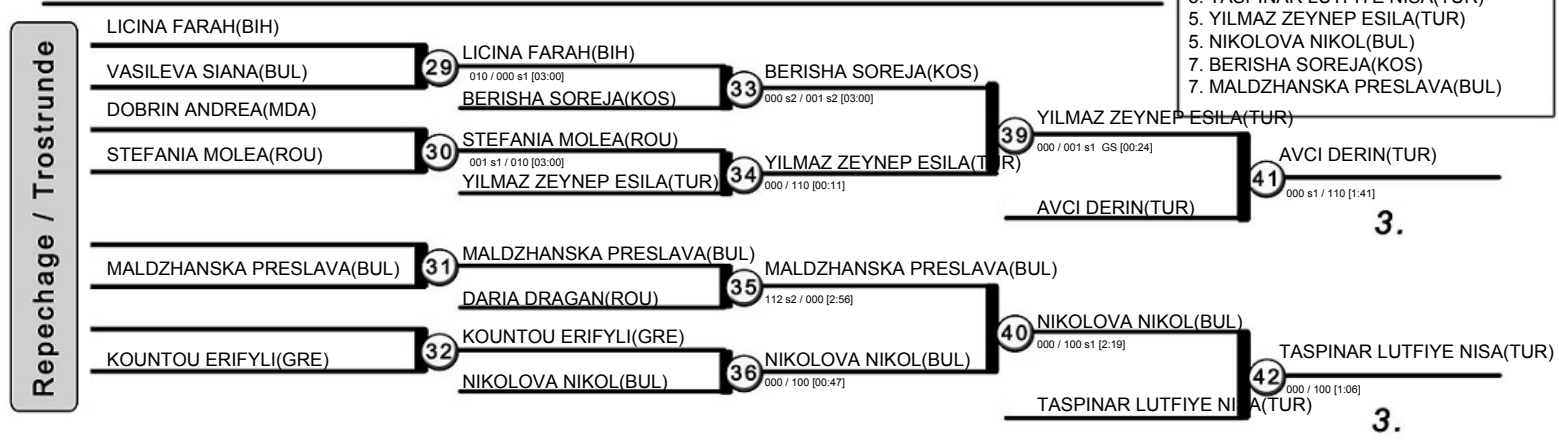 3. TASPINAR LUTFIYE NISA(TUR)
5. YILMAZ ZEYNEP ESILA(TUR)
5. NIKOLOVA NIKOL(BUL)
7. BERISHA SOREJA(KOS)
7. MALDZHANSKA PRESLAVA(BUL)
Repechage / Trostrunde
LICINA FARAH(BIH)
VASILEVA SIANA(BUL)
DOBRIN ANDREA(MDA)
STEFANIA MOLEA(ROU)
MALDZHANSKA PRESLAVA(BUL)
KOUNTOU ERIFYLI(GRE)
29
30
31
32
LICINA FARAH(BIH)
010 / 000 s1 [03:00]
BERISHA SOREJA(KOS)
STEFANIA MOLEA(ROU)
001 s1 / 010 [03:00]
YILMAZ ZEYNEP ESILA(TUR)
MALDZHANSKA PRESLAVA(BUL)
DARIA DRAGAN(ROU)
KOUNTOU ERIFYLI(GRE)
NIKOLOVA NIKOL(BUL)
33
34
35
36
BERISHA SOREJA(KOS)
000 s2 / 001 s2 [03:00]
YILMAZ ZEYNEP ESILA(TUR)
000 / 110 [00:11]
MALDZHANSKA PRESLAVA(BUL)
112 s2 / 000 [2:56]
NIKOLOVA NIKOL(BUL)
000 / 100 [00:47]
39
40
YILMAZ ZEYNEP ESILA(TUR)
000 / 001 s1 GS [00:24]
AVCI DERIN(TUR)
NIKOLOVA NIKOL(BUL)
000 / 100 s1 [2:19]
TASPINAR LUTFIYE NISA(TUR)
41
42
AVCI DERIN(TUR)
000 s1 / 110 [1:41]
3.
TASPINAR LUTFIYE NISA(TUR)
000 / 100 [1:06]
3.